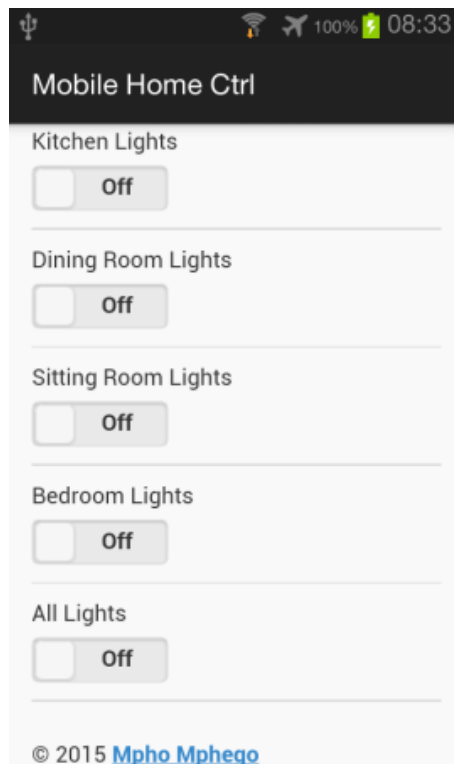 100% 08:33
Mobile Home Ctrl
Kitchen Lights
Off
Dining Room Lights
Off
Sitting Room Lights
Off
Bedroom Lights
Off
All Lights
Off
© 2015 Mpho Mphego